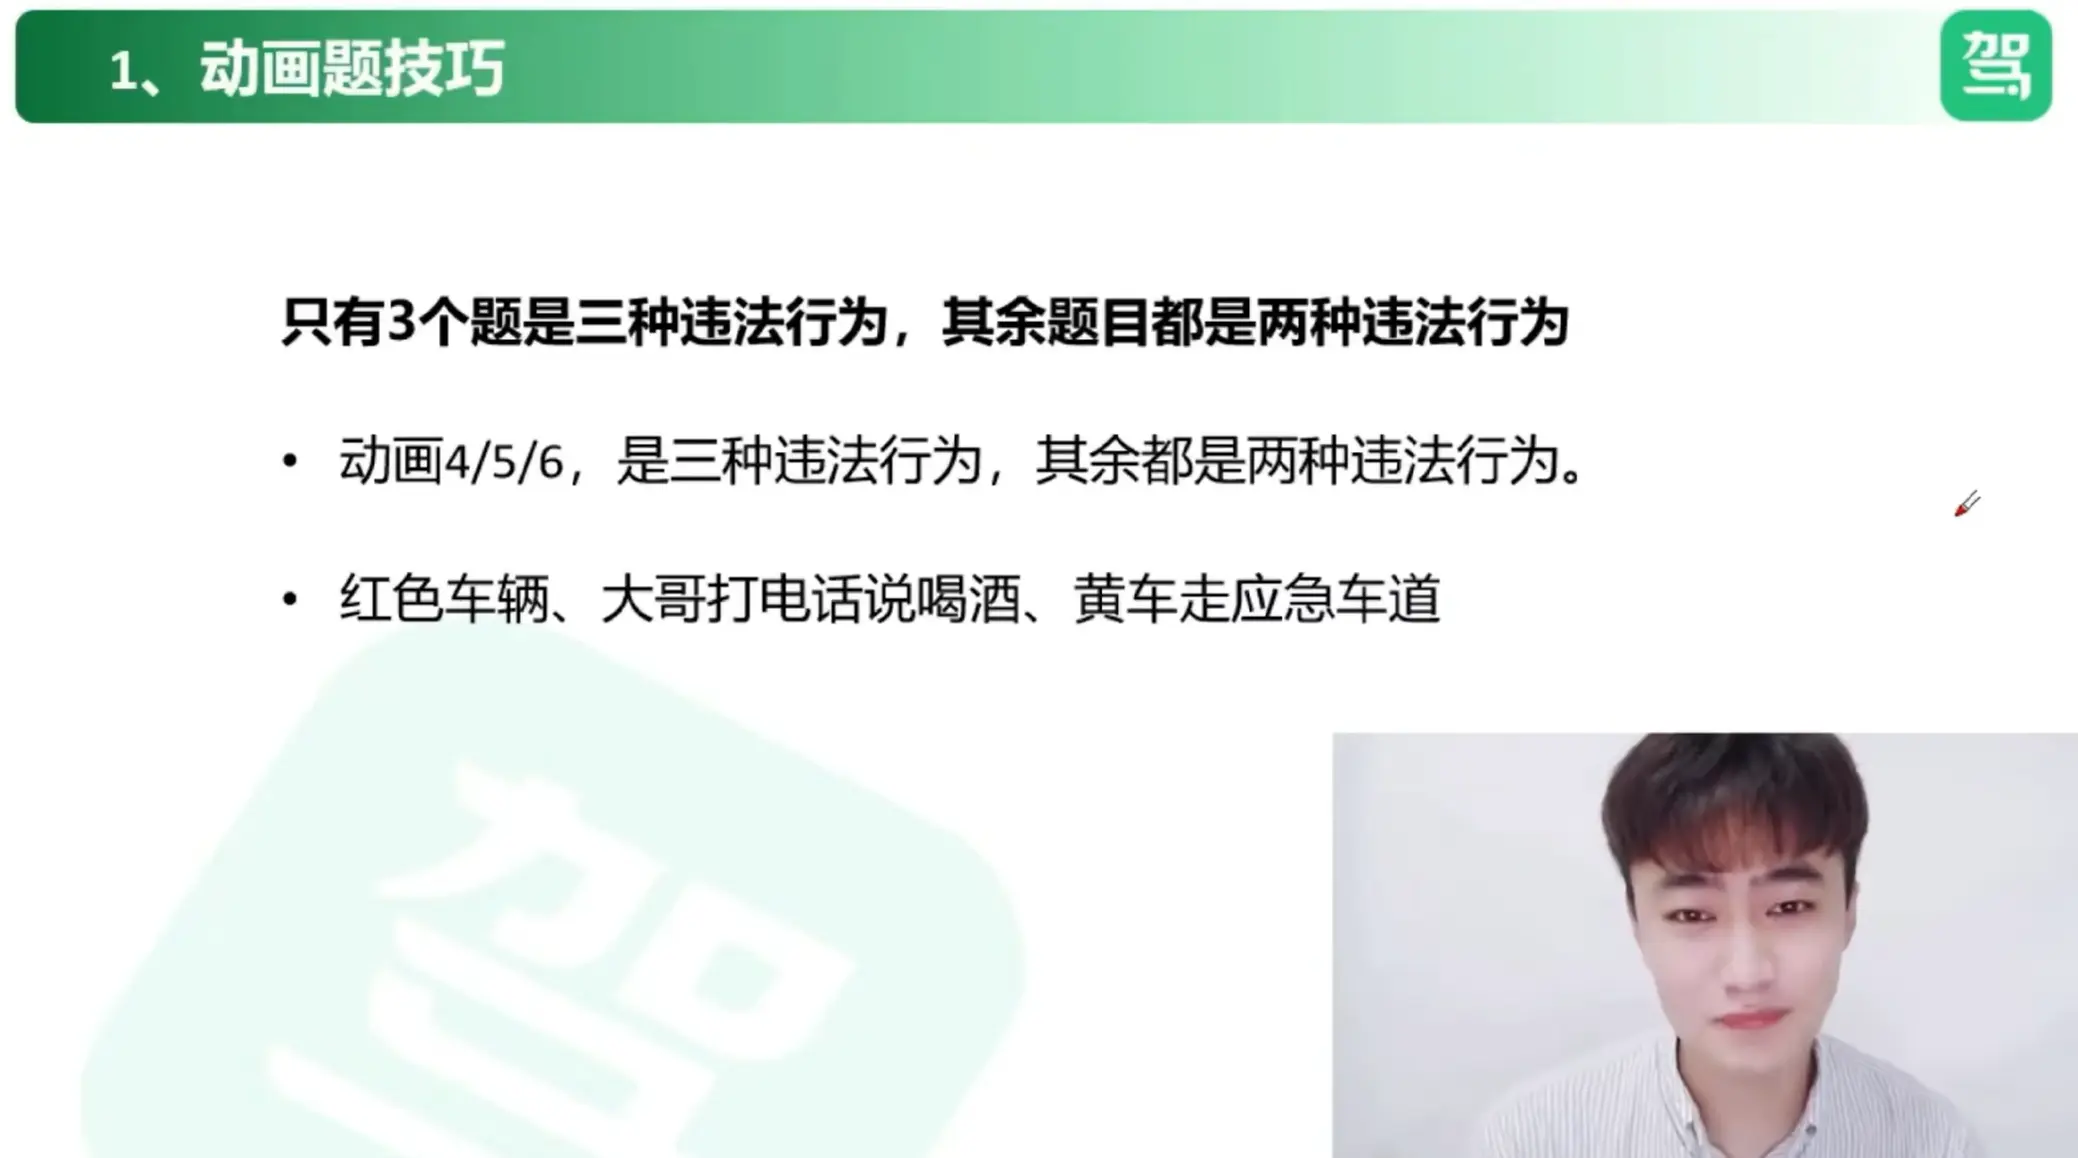 1、动画题技巧
驾
只有3个题是三种违法行为，其余题目都是两种违法行为
• 动画4/5/6，是三种违法行为，其余都是两种违法行为。
• 红色车辆、大哥打电话说喝酒、黄车走应急车道
驾